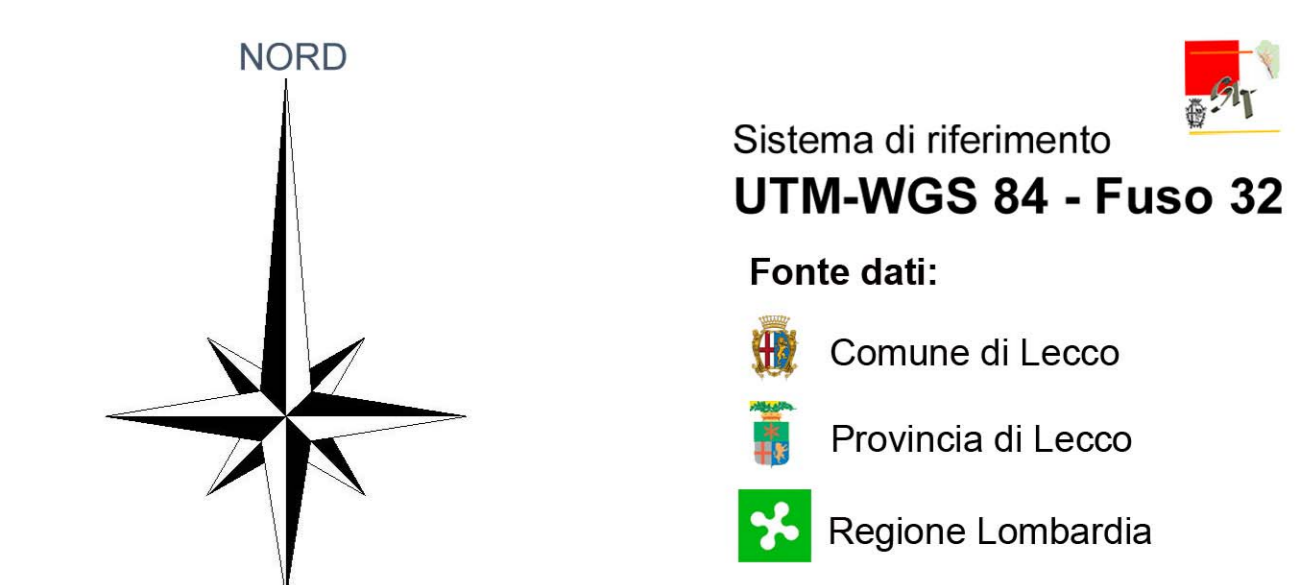 NORD
Sistema di riferimento
UTM-WGS 84 - Fuso 32
Fonte dati:
Comune di Lecco
Provincia di Lecco
Regione Lombardia